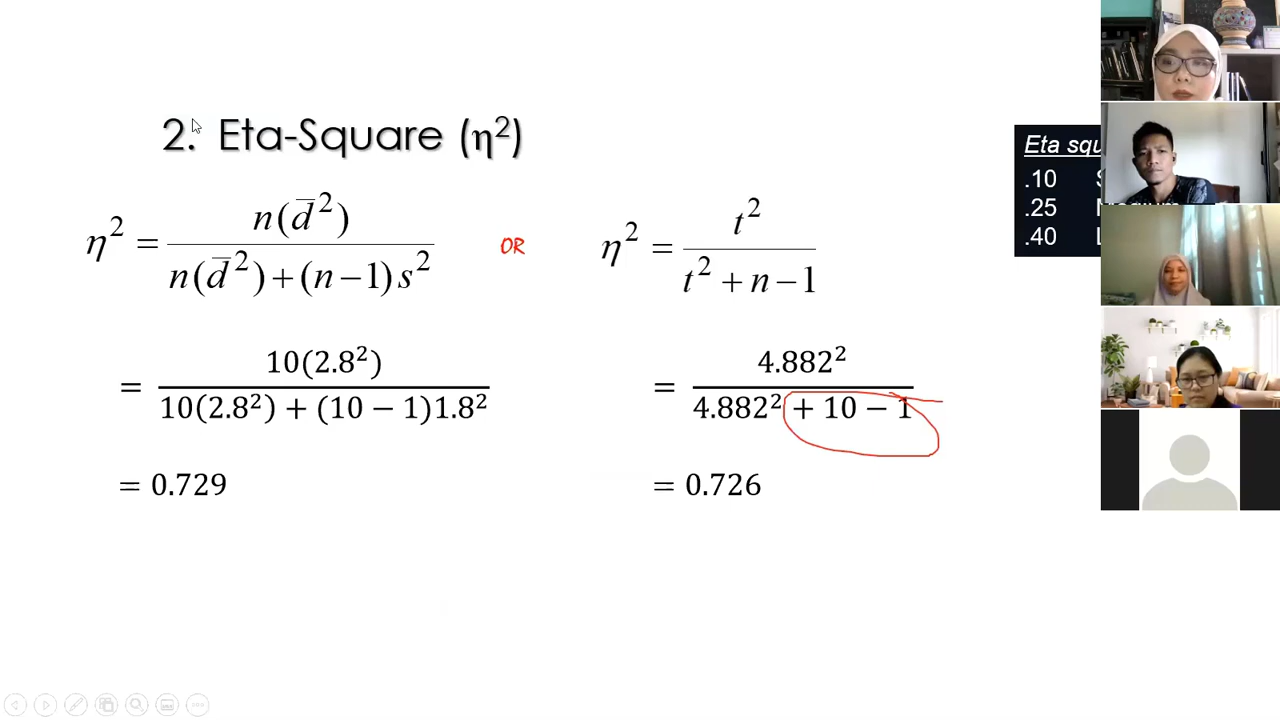 2. Eta-Square (η²)
η² = n(d̅²) / n(d̅²)+(n−1)s²
OR
η² = t² / t²+n−1
= 10(2.8²) / 10(2.8²) + (10 − 1)1.8²
= 4.882² / 4.882² + 10 − 1
= 0.729
= 0.726
Eta squ
.10
.25
.40